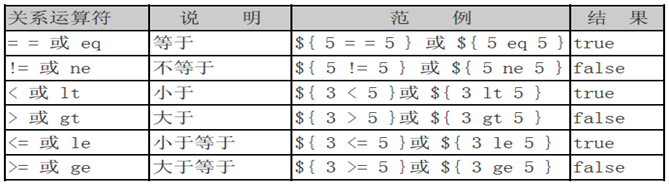 关系运算符 说 明 范 例 结 果
= = 或 eq 等于 ${ 5 = = 5 } 或 ${ 5 eq 5 } true
!= 或 ne 不等于 ${ 5 != 5 } 或 ${ 5 ne 5 } false
< 或 lt 小于 ${ 3 < 5 }或 ${ 3 lt 5 } true
> 或 gt 大于 ${ 3 > 5 }或 ${ 3 gt 5 } false
<= 或 le 小于等于 ${ 3 <= 5 }或 ${ 3 le 5 } true
>= 或 ge 大于等于 ${ 3 >= 5 }或 ${ 3 ge 5 } false